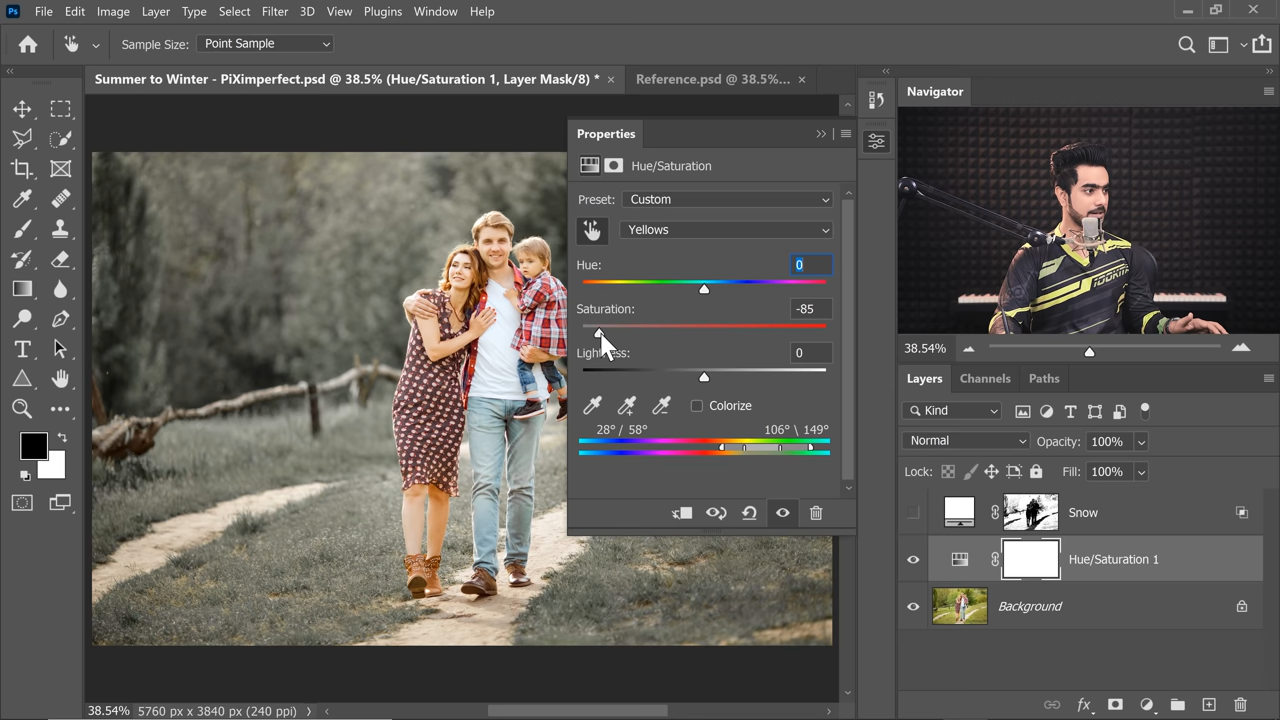 Ps File Edit Image Layer Type Select Filter 3D View Plugins Window Help
Sample Size: Point Sample
Summer to Winter - PiXimperfect.psd @ 38.5% (Hue/Saturation 1, Layer Mask/8) * ×
Reference.psd @ 38.5%... ×
Navigator
38.54%
Properties
Hue/Saturation
Preset: Custom
Yellows
Hue: 0
Saturation: -85
Lightness: 0
Colorize
28° / 58° 106° \ 149°
Layers Channels Paths
Kind
Normal Opacity: 100%
Lock: Fill: 100%
Snow
Hue/Saturation 1
Background
fx
38.54% 5760 px x 3840 px (240 ppi)